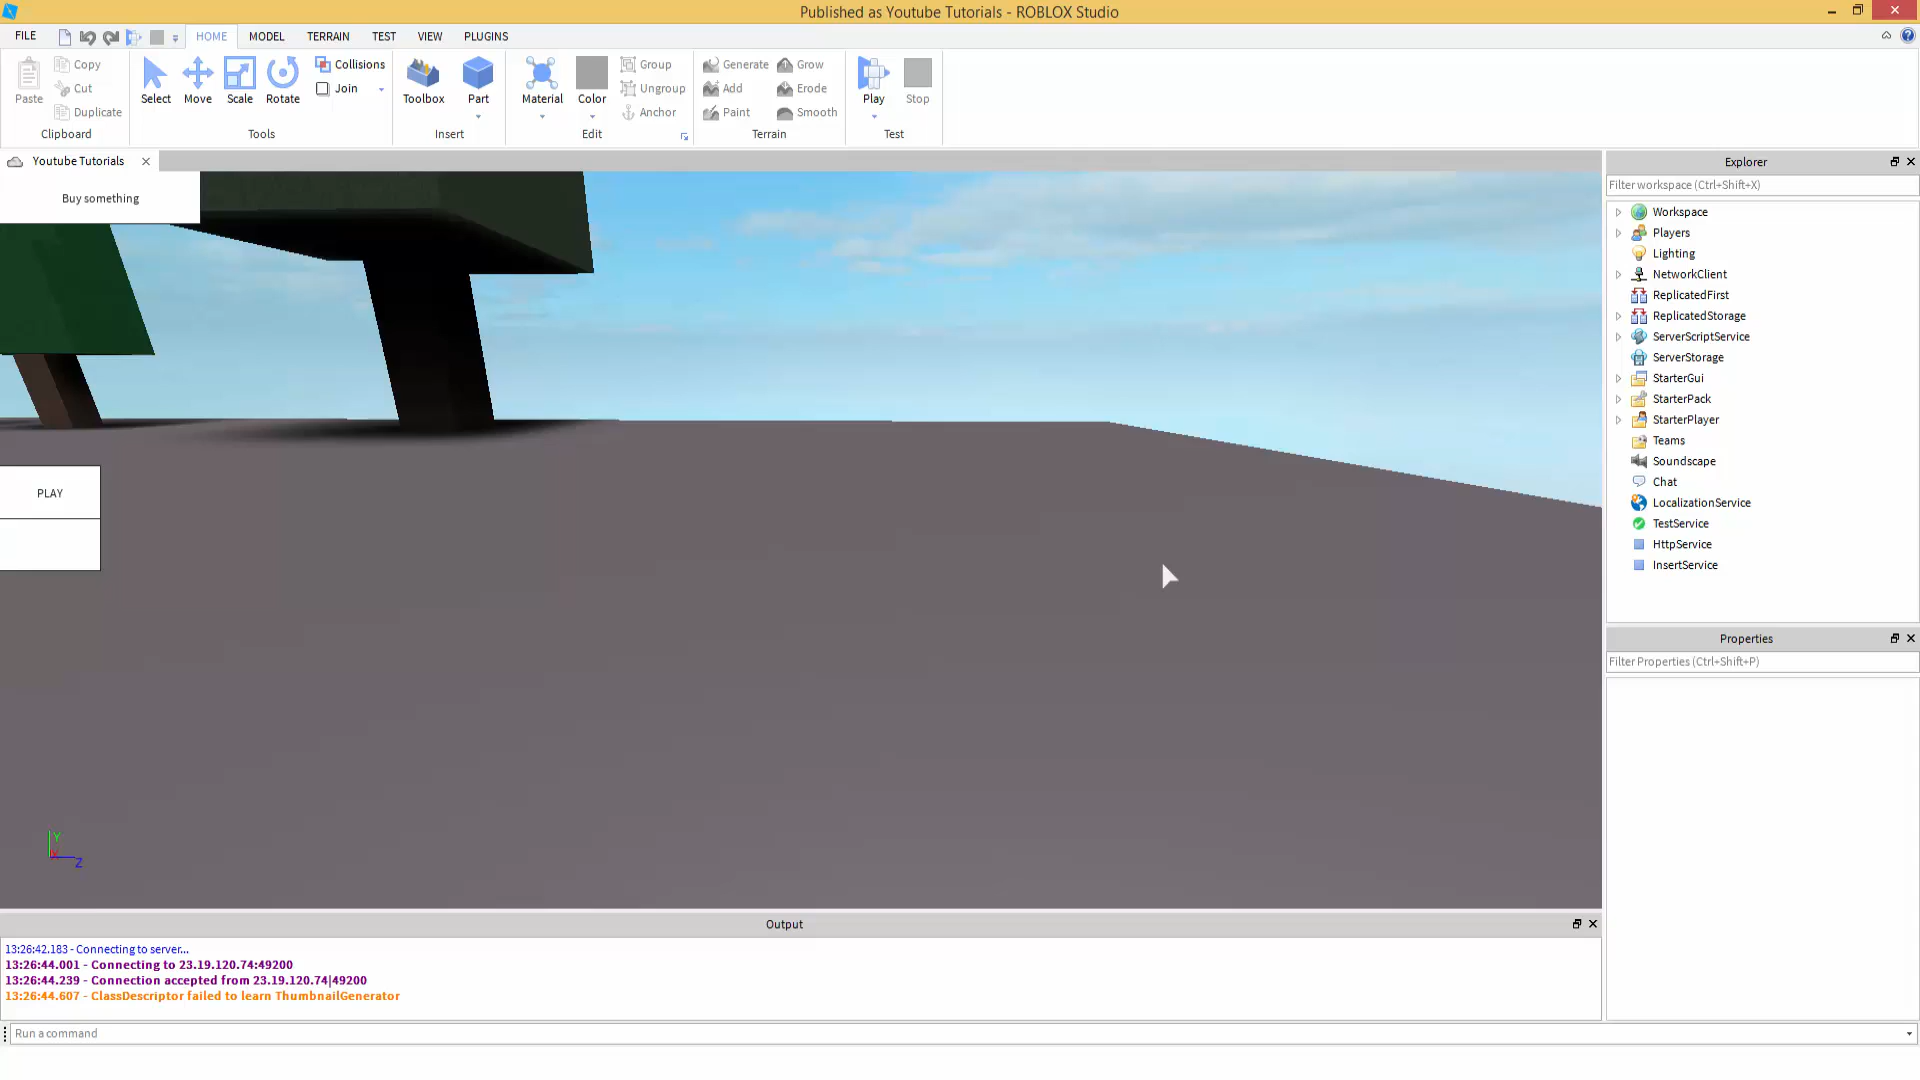 Published as Youtube Tutorials - ROBLOX Studio
FILE
HOME
MODEL
TERRAIN
TEST
VIEW
PLUGINS
Paste
Copy
Cut
Duplicate
Clipboard
Select
Move
Scale
Rotate
Collisions
Join
Tools
Toolbox
Part
Insert
Material
Color
Group
Ungroup
Anchor
Edit
Generate
Add
Paint
Grow
Erode
Smooth
Terrain
Play
Stop
Test
Youtube Tutorials
Buy something
PLAY
Y
Z
Explorer
Filter workspace (Ctrl+Shift+X)
Workspace
Players
Lighting
NetworkClient
ReplicatedFirst
ReplicatedStorage
ServerScriptService
ServerStorage
StarterGui
StarterPack
StarterPlayer
Teams
Soundscape
Chat
LocalizationService
TestService
HttpService
InsertService
Properties
Filter Properties (Ctrl+Shift+P)
Output
13:26:42.183 - Connecting to server...
13:26:44.001 - Connecting to 23.19.120.74:49200
13:26:44.239 - Connection accepted from 23.19.120.74|49200
13:26:44.607 - ClassDescriptor failed to learn ThumbnailGenerator
Run a command